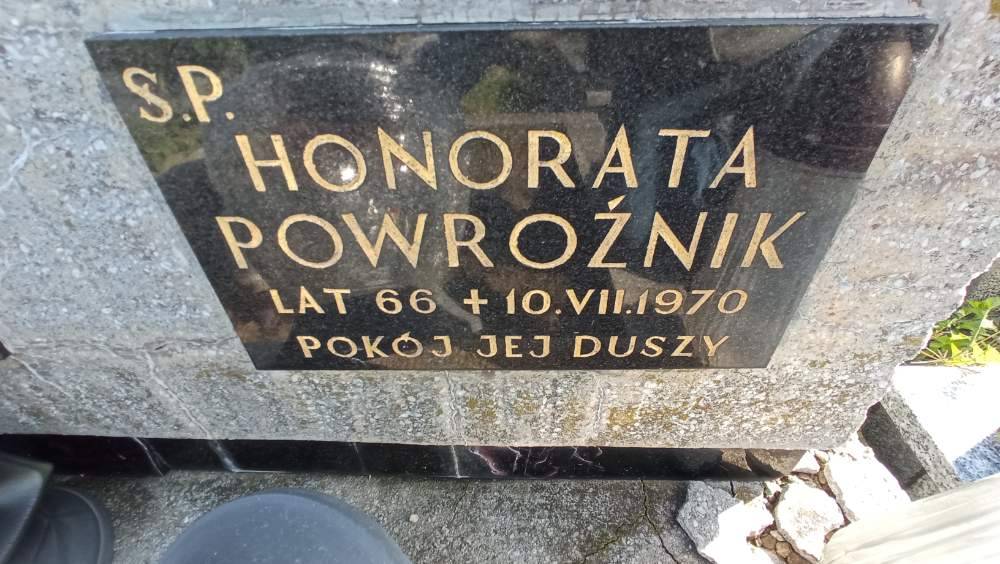 S.P.
HONORATA
POWROŹNIK
LAT 66 + 10.VII.1970
POKÓJ JEJ DUSZY